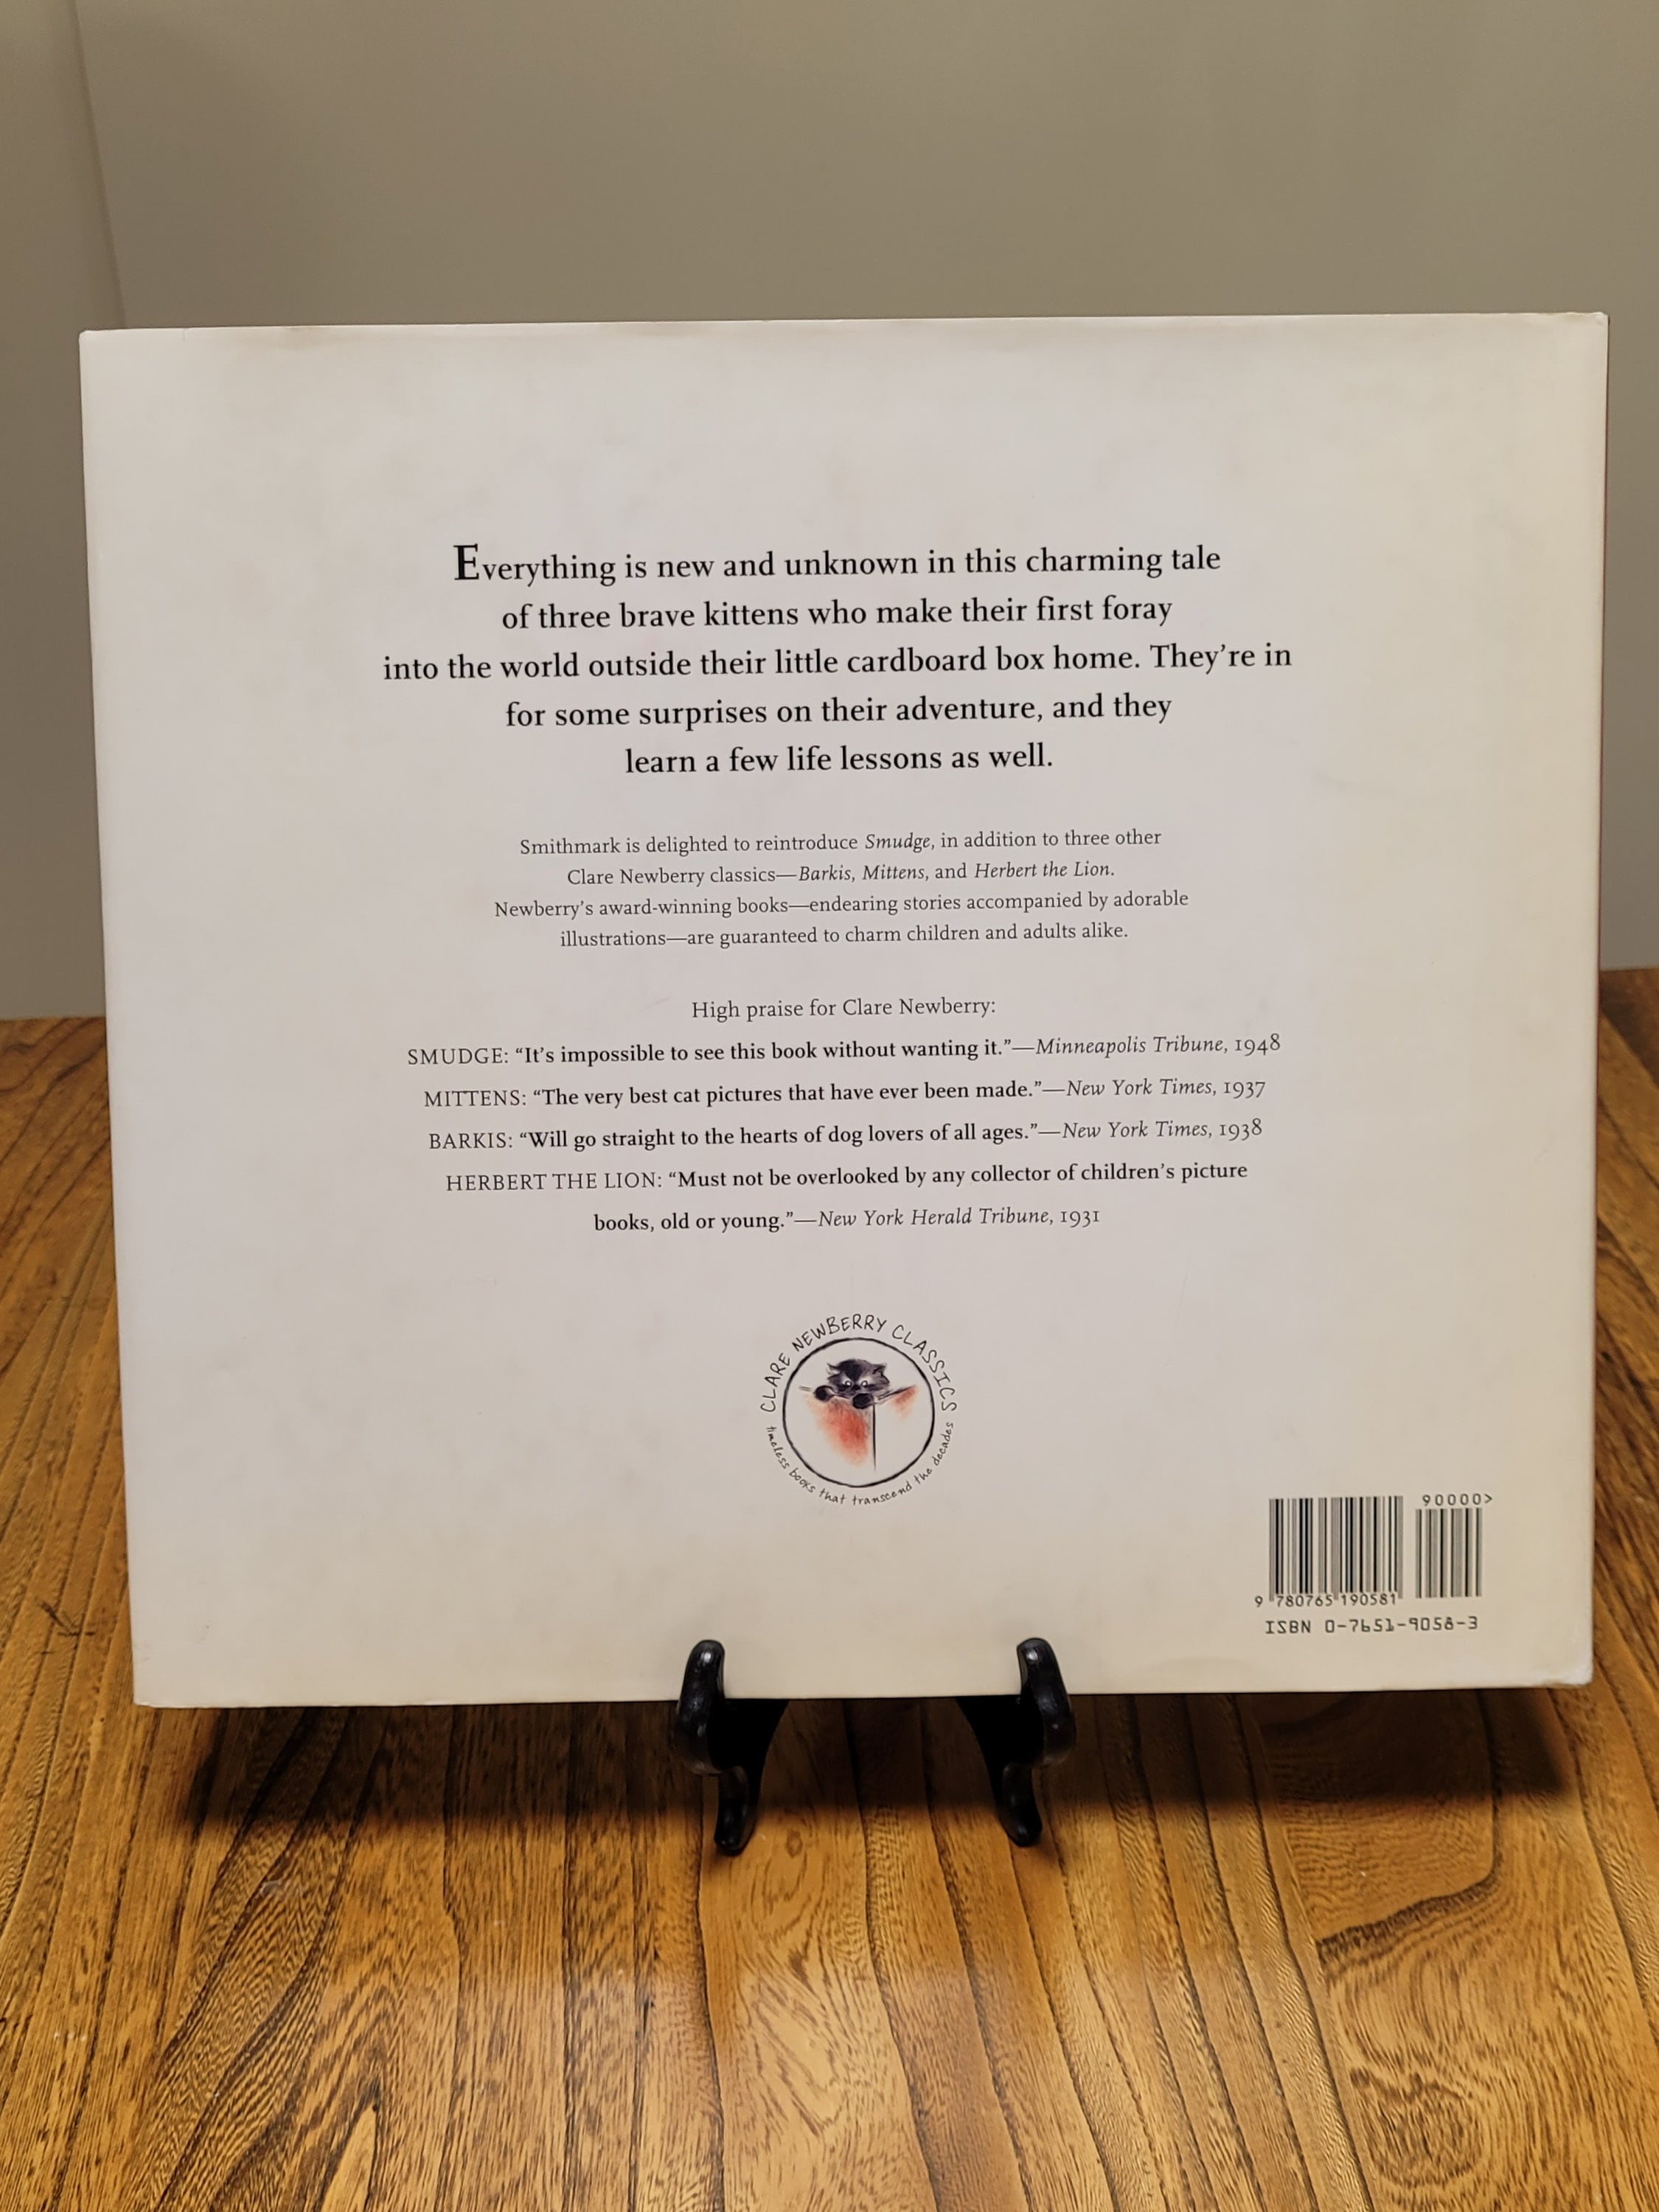 Everything is new and unknown in this charming tale
of three brave kittens who make their first foray
into the world outside their little cardboard box home. They're in
for some surprises on their adventure, and they
learn a few life lessons as well.
Smithmark is delighted to reintroduce Smudge, in addition to three other
Clare Newberry classics—Barkis, Mittens, and Herbert the Lion.
Newberry's award-winning books—endearing stories accompanied by adorable
illustrations—are guaranteed to charm children and adults alike.
High praise for Clare Newberry:
SMUDGE: “It's impossible to see this book without wanting it.”—Minneapolis Tribune, 1948
MITTENS: “The very best cat pictures that have ever been made.”—New York Times, 1937
BARKIS: “Will go straight to the hearts of dog lovers of all ages.”—New York Times, 1938
HERBERT THE LION: “Must not be overlooked by any collector of children's picture
books, old or young.”—New York Herald Tribune, 1931
CLARE NEWBERRY CLASSICS
timeless books that transcend the decades
90000>
9 780765 190581
ISBN 0-7651-9058-3